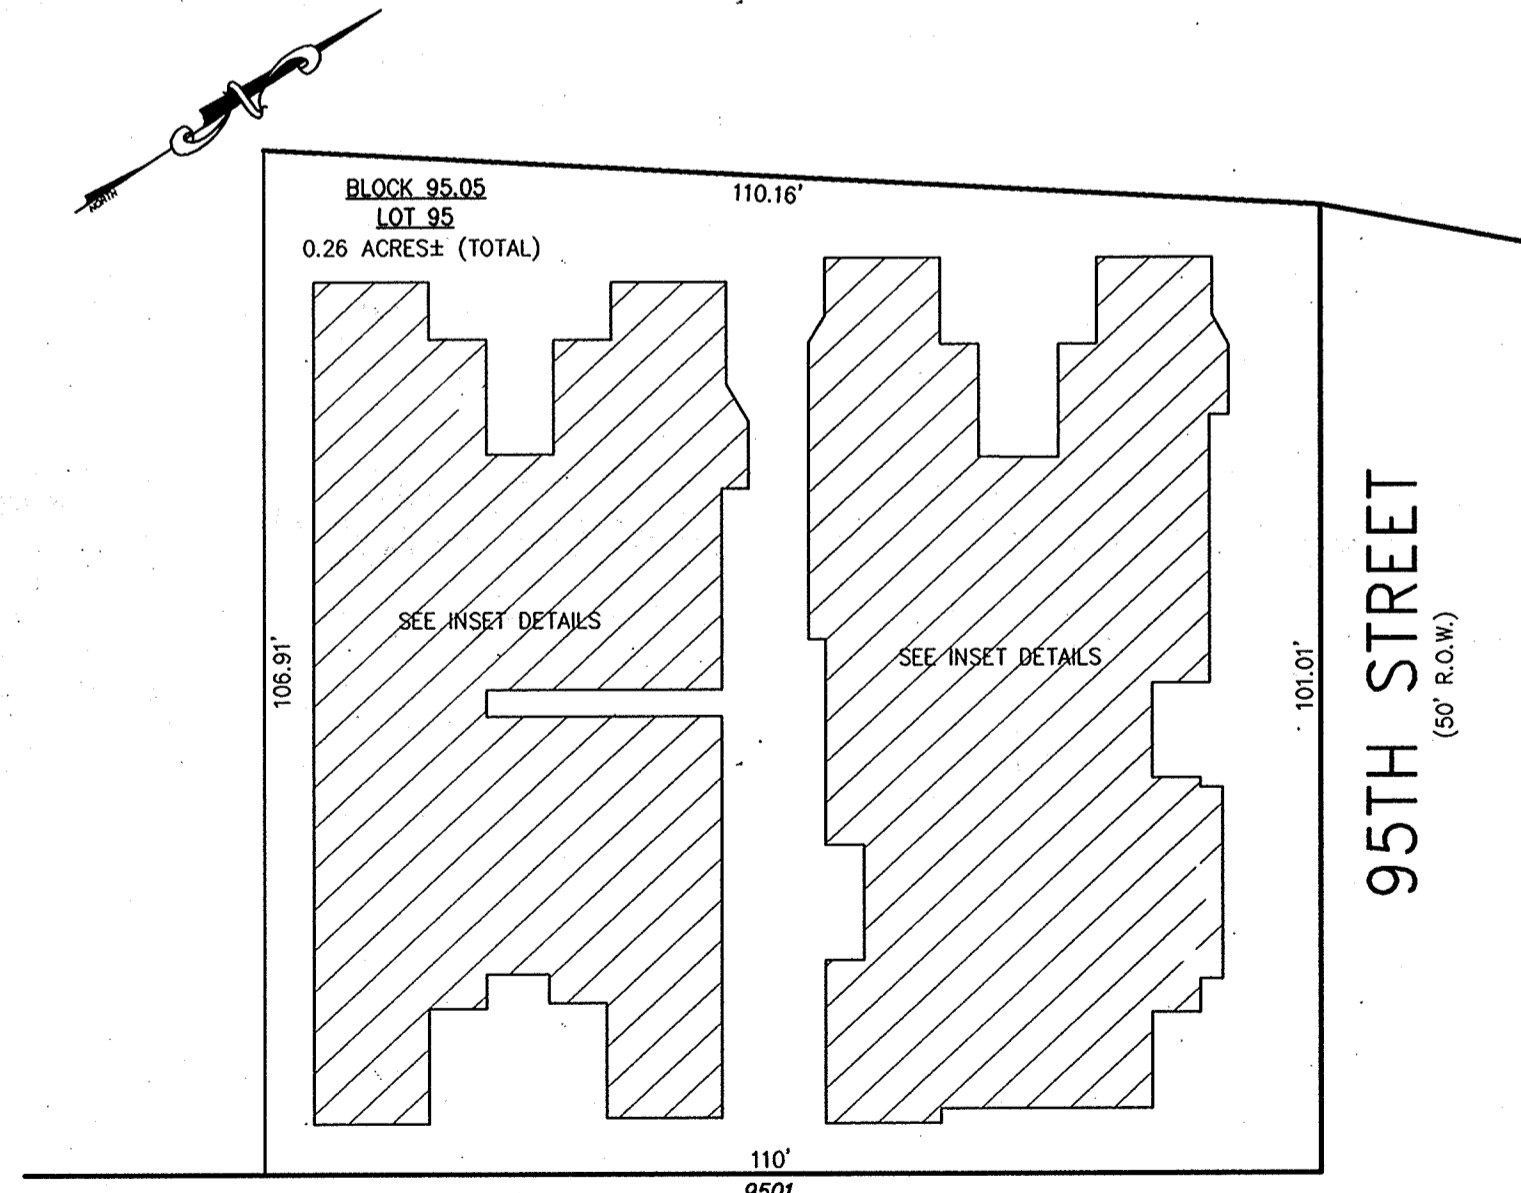 NORTH
BLOCK 95.05
LOT 95
0.26 ACRES± (TOTAL)
110.16'
SEE INSET DETAILS
SEE INSET DETAILS
106.91'
101.01'
95TH STREET
(50' R.O.W.)
110'
9501